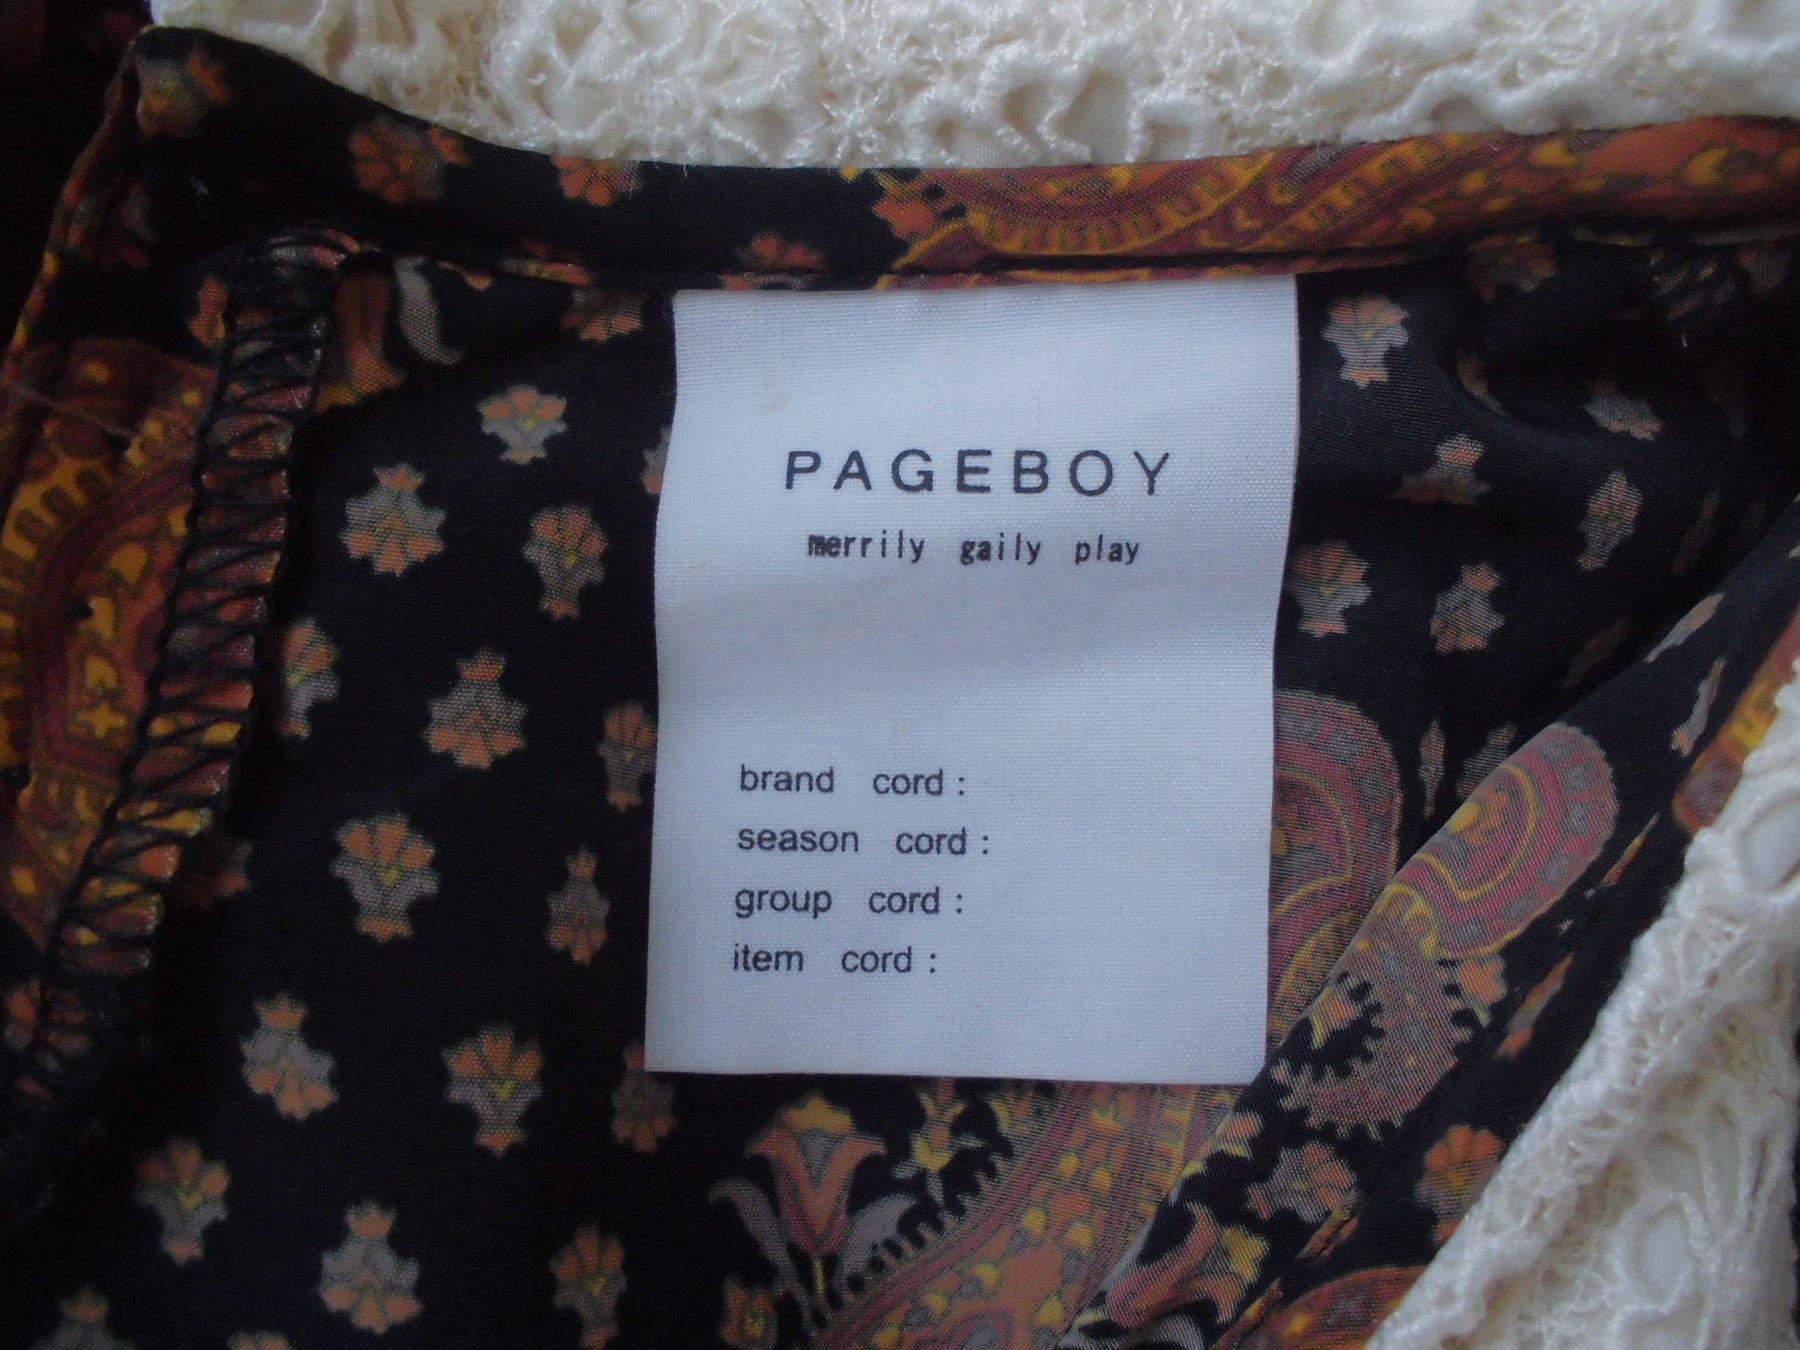 PAGEBOY
merrily gaily play
brand cord :
season cord :
group cord :
item cord :